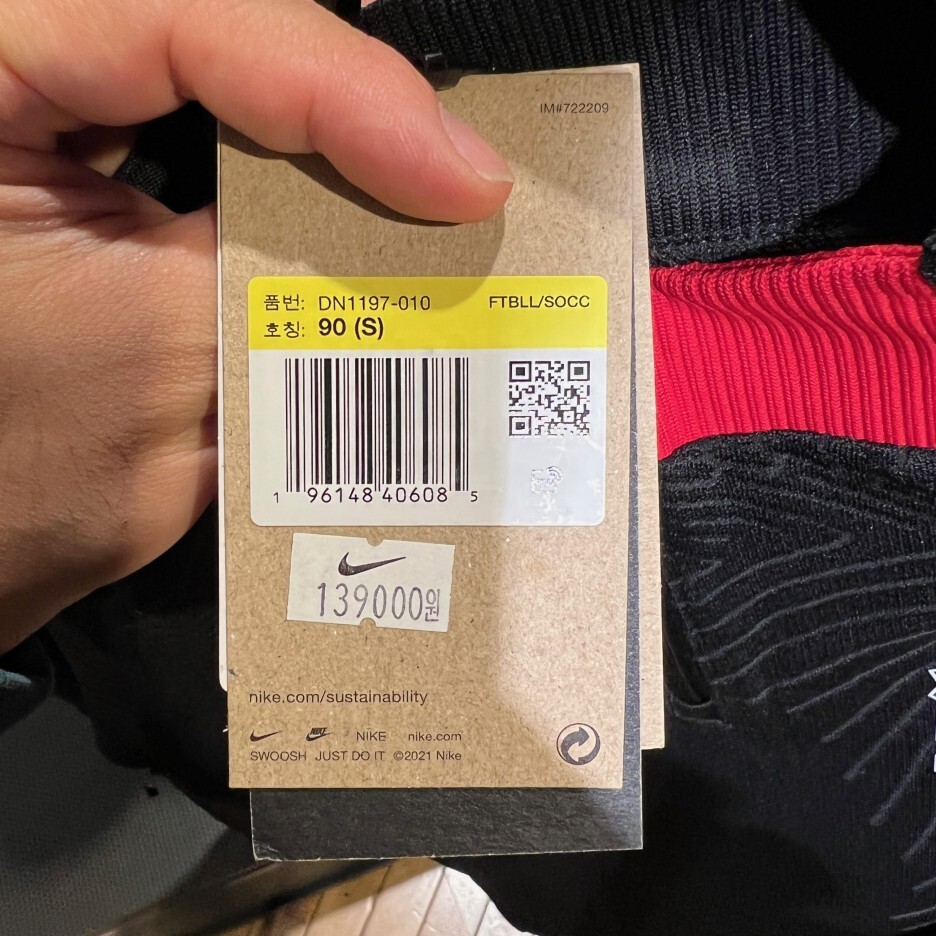 IM#722209
품번: DN1197-010 FTBLL/SOCC
호칭: 90 (S)
1 96148 40608 5
139000원
nike.com/sustainability
NIKE nike.com
SWOOSH JUST DO IT ©2021 Nike